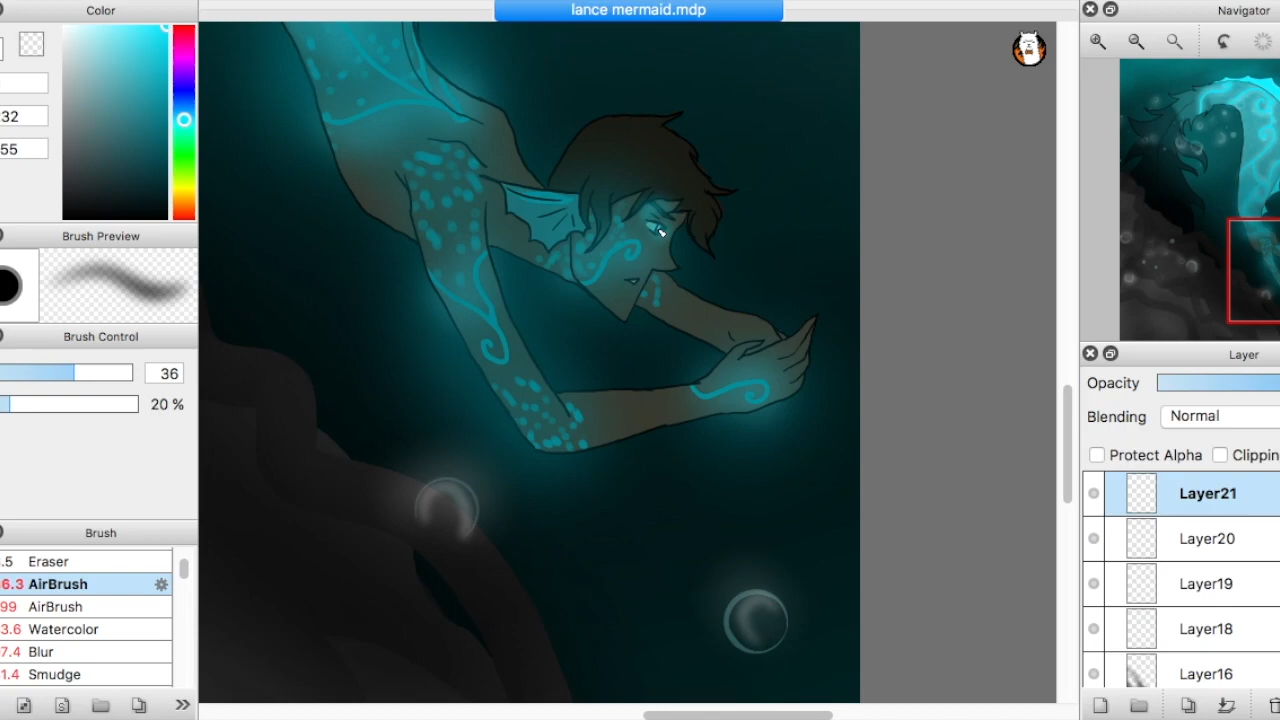 Color
lance mermaid.mdp
Navigator
32
55
Brush Preview
Brush Control
36
20 %
Layer
Opacity
Blending
Normal
Protect Alpha
Clippin
Layer21
Layer20
Layer19
Layer18
Layer16
Brush
.5 Eraser
6.3 AirBrush
99 AirBrush
3.6 Watercolor
7.4 Blur
1.4 Smudge